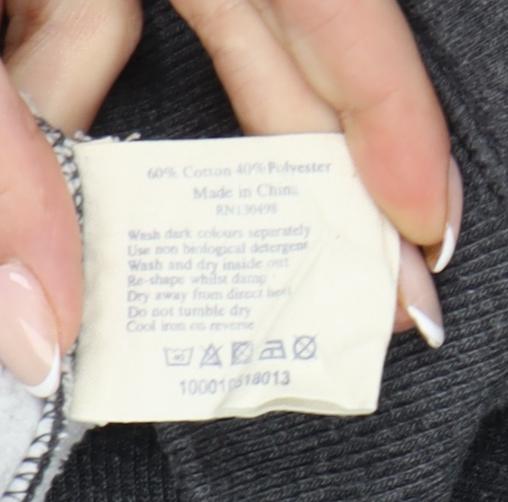 60% Cotton 40% Polyester
Made in China
RN130498
Wash dark colours separately
Use non biological detergent
Wash and dry inside out
Re-shape whilst damp
Dry away from direct heat
Do not tumble dry
Cool iron on reverse